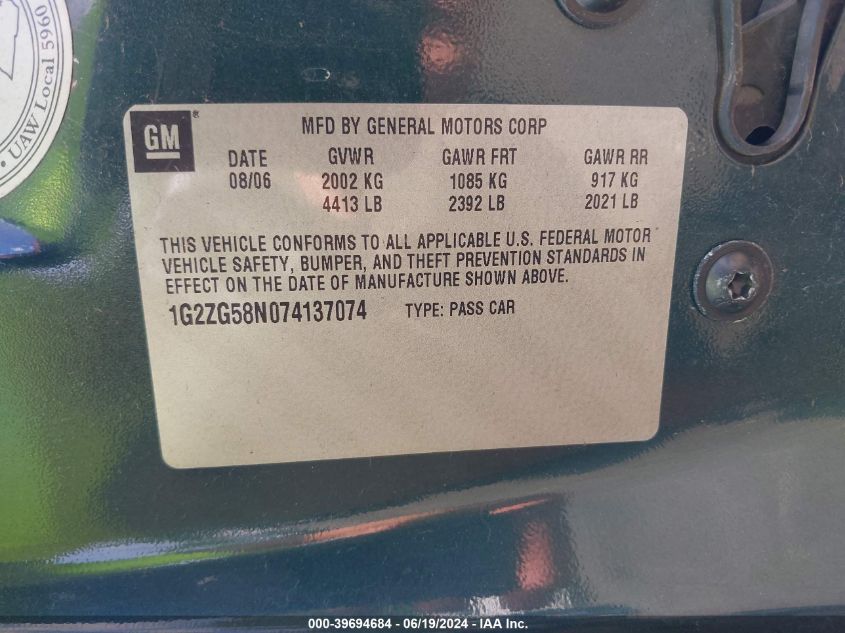 UAW Local 5960
GM
MFD BY GENERAL MOTORS CORP
DATE GVWR GAWR FRT GAWR RR
08/06 2002 KG 1085 KG 917 KG
4413 LB 2392 LB 2021 LB
THIS VEHICLE CONFORMS TO ALL APPLICABLE U.S. FEDERAL MOTOR
VEHICLE SAFETY, BUMPER, AND THEFT PREVENTION STANDARDS IN
EFFECT ON THE DATE OF MANUFACTURE SHOWN ABOVE.
1G2ZG58N074137074 TYPE: PASS CAR
000-39694684 - 06/19/2024 - IAA Inc.